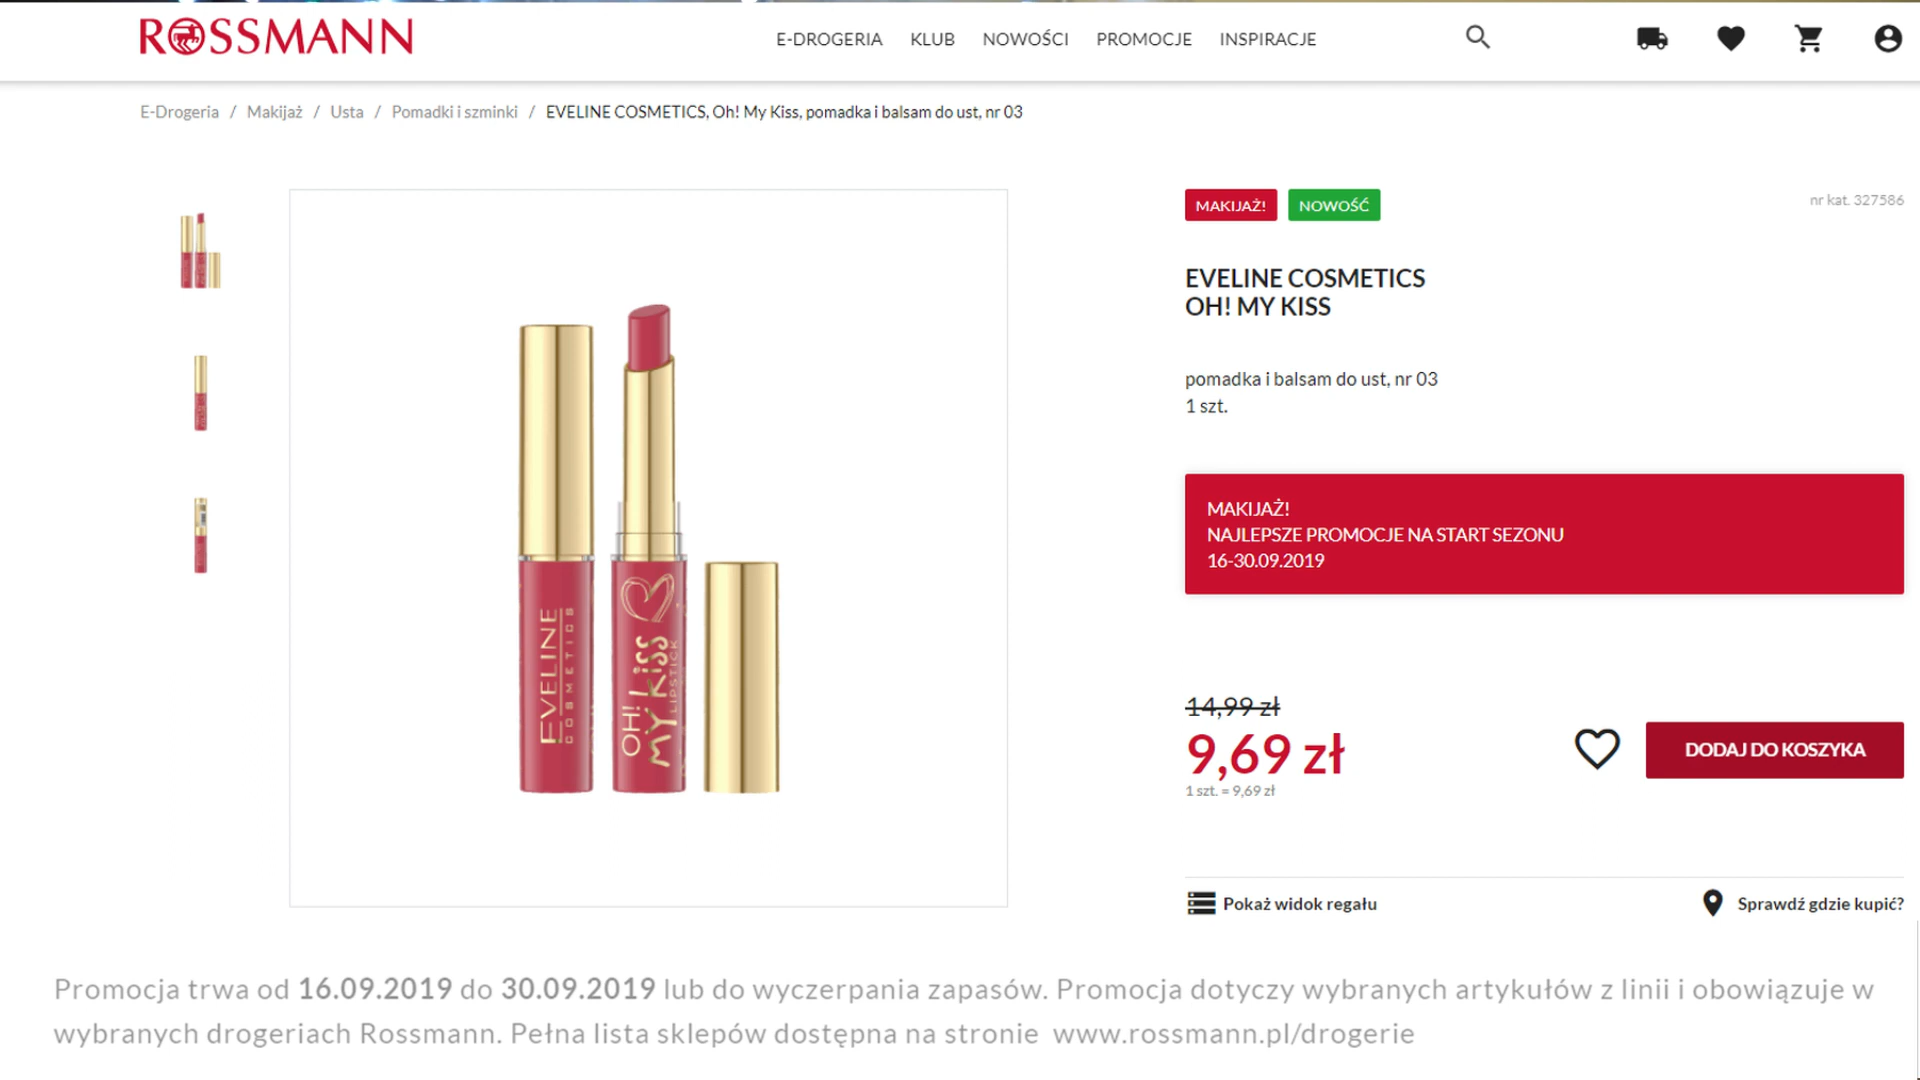 ROSSMANN
E-DROGERIA KLUB NOWOŚCI PROMOCJE INSPIRACJE
E-Drogeria / Makijaż / Usta / Pomadki i szminki / EVELINE COSMETICS, Oh! My Kiss, pomadka i balsam do ust, nr 03
MAKIJAŻ! NOWOŚĆ
nr kat. 327586
EVELINE COSMETICS
OH! MY KISS
pomadka i balsam do ust, nr 03
1 szt.
MAKIJAŻ!
NAJLEPSZE PROMOCJE NA START SEZONU
16-30.09.2019
EVELINE
COSMETICS
OH!
MY KISS
LIPSTICK
14,99 zł
9,69 zł
1 szt. = 9,69 zł
DODAJ DO KOSZYKA
Pokaż widok regału
Sprawdź gdzie kupić?
Promocja trwa od 16.09.2019 do 30.09.2019 lub do wyczerpania zapasów. Promocja dotyczy wybranych artykułów z linii i obowiązuje w
wybranych drogeriach Rossmann. Pełna lista sklepów dostępna na stronie www.rossmann.pl/drogerie